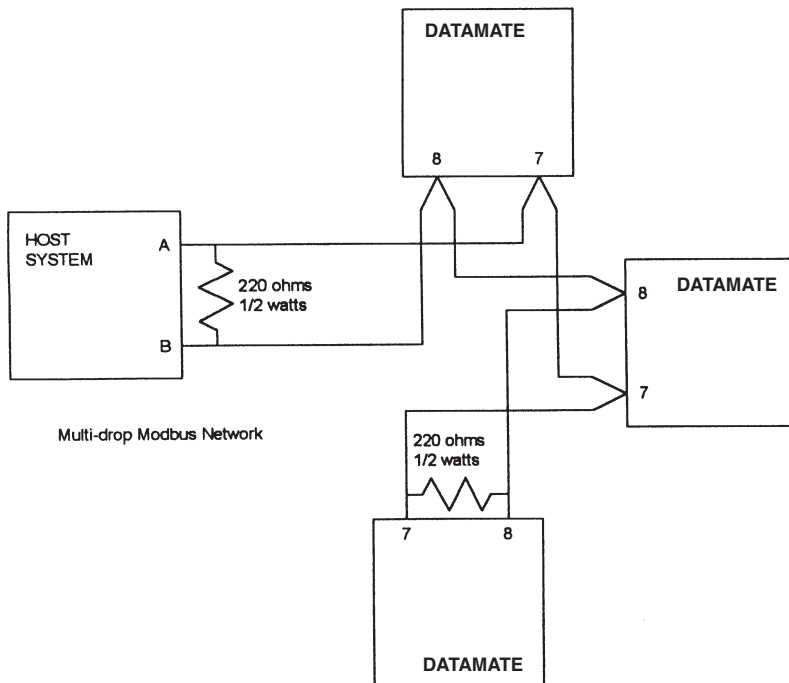 DATAMATE
8 7
HOST
SYSTEM
A
220 ohms
1/2 watts
B
8
DATAMATE
7
Multi-drop Modbus Network
220 ohms
1/2 watts
7 8
DATAMATE